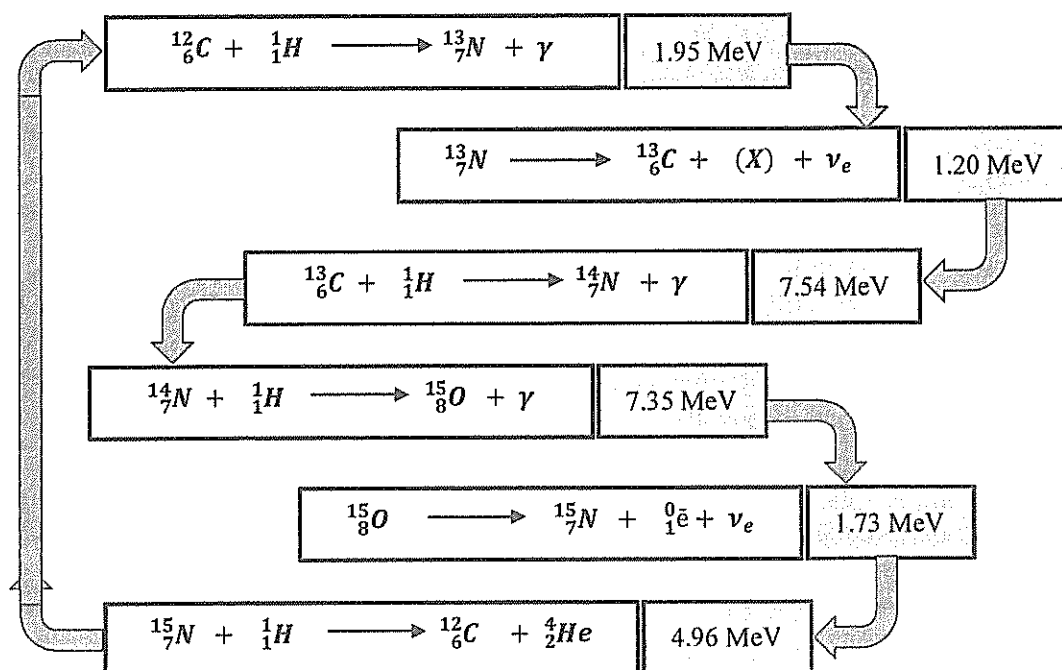 ¹²₆C + ¹₁H ⟶ ¹³₇N + γ 1.95 MeV
¹³₇N ⟶ ¹³₆C + (X) + νₑ 1.20 MeV
¹³₆C + ¹₁H ⟶ ¹⁴₇N + γ 7.54 MeV
¹⁴₇N + ¹₁H ⟶ ¹⁵₈O + γ 7.35 MeV
¹⁵₈O ⟶ ¹⁵₇N + ⁰₁ē + νₑ 1.73 MeV
¹⁵₇N + ¹₁H ⟶ ¹²₆C + ⁴₂He 4.96 MeV